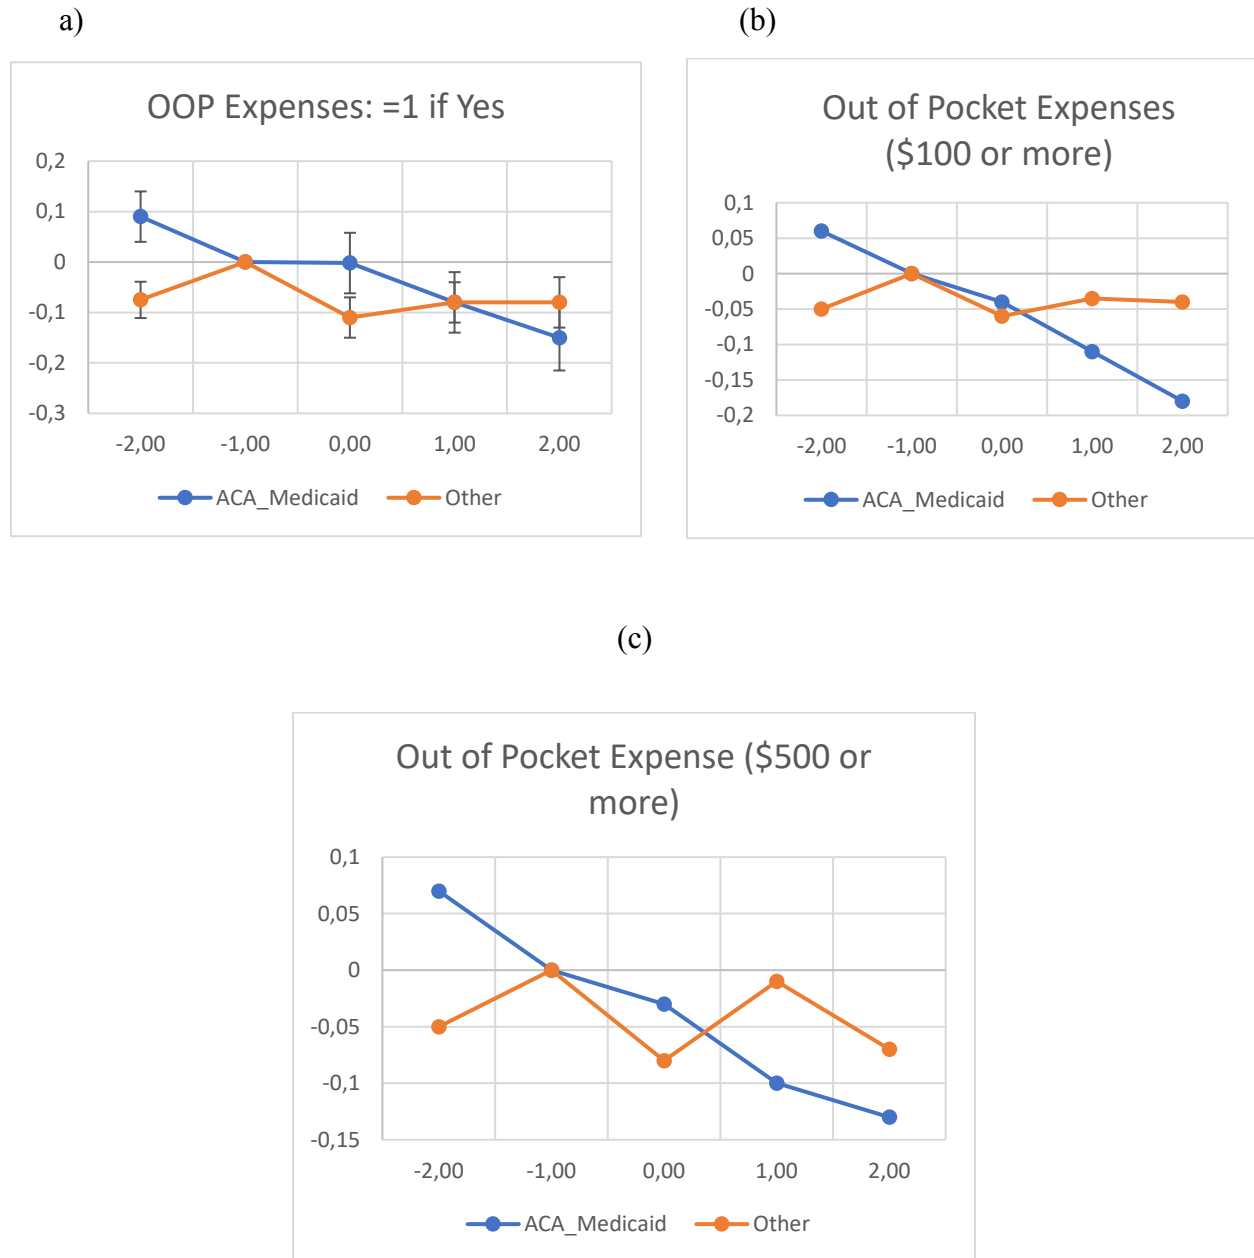 a)
(b)
OOP Expenses: =1 if Yes
0,2
0,1
0
-0,1
-0,2
-0,3
-2,00 -1,00 0,00 1,00 2,00
ACA_Medicaid Other
Out of Pocket Expenses
($100 or more)
0,1
0,05
0
-0,05
-0,1
-0,15
-0,2
-2,00 -1,00 0,00 1,00 2,00
ACA_Medicaid Other
(c)
Out of Pocket Expense ($500 or
more)
0,1
0,05
0
-0,05
-0,1
-0,15
-2,00 -1,00 0,00 1,00 2,00
ACA_Medicaid Other